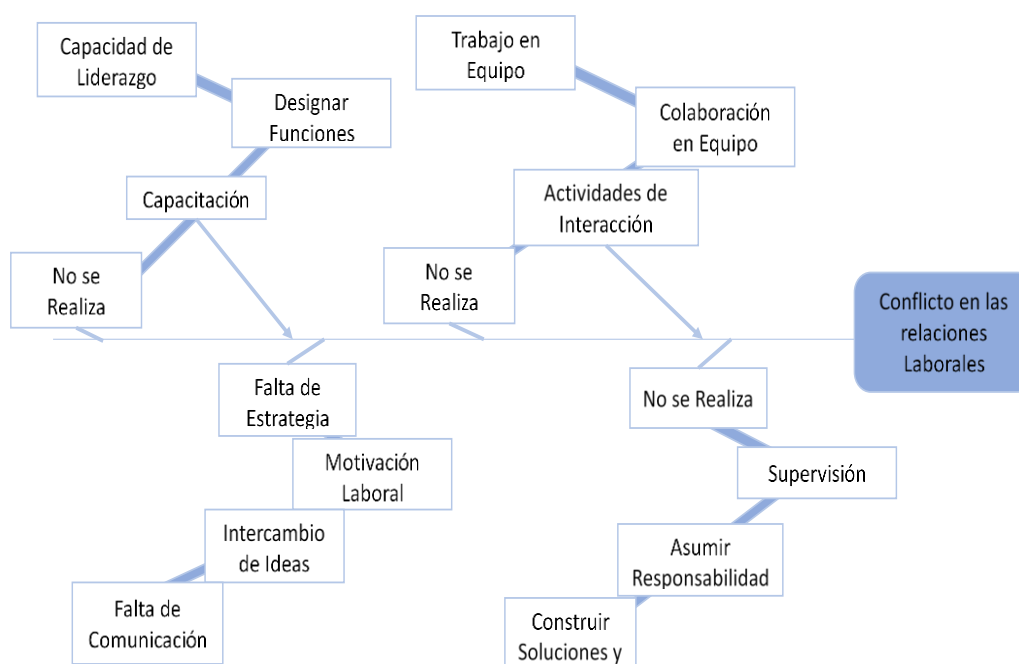 Capacidad de
Liderazgo
Designar
Funciones
Capacitación
No se
Realiza
Trabajo en
Equipo
Colaboración
en Equipo
Actividades de
Interacción
No se
Realiza
Conflicto en las
relaciones
Laborales
Falta de
Estrategia
Motivación
Laboral
Intercambio
de Ideas
Falta de
Comunicación
No se Realiza
Supervisión
Asumir
Responsabilidad
Construir
Soluciones y